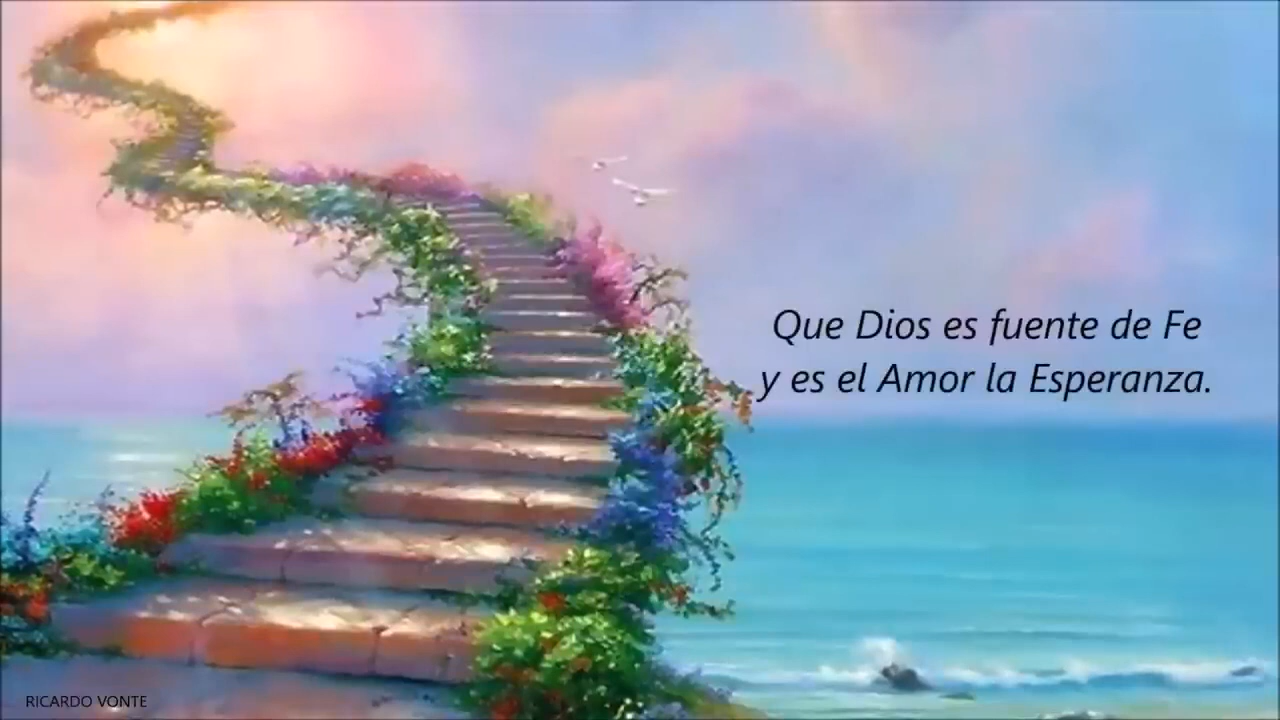 Que Dios es fuente de Fe
y es el Amor la Esperanza.
RICARDO VONTE